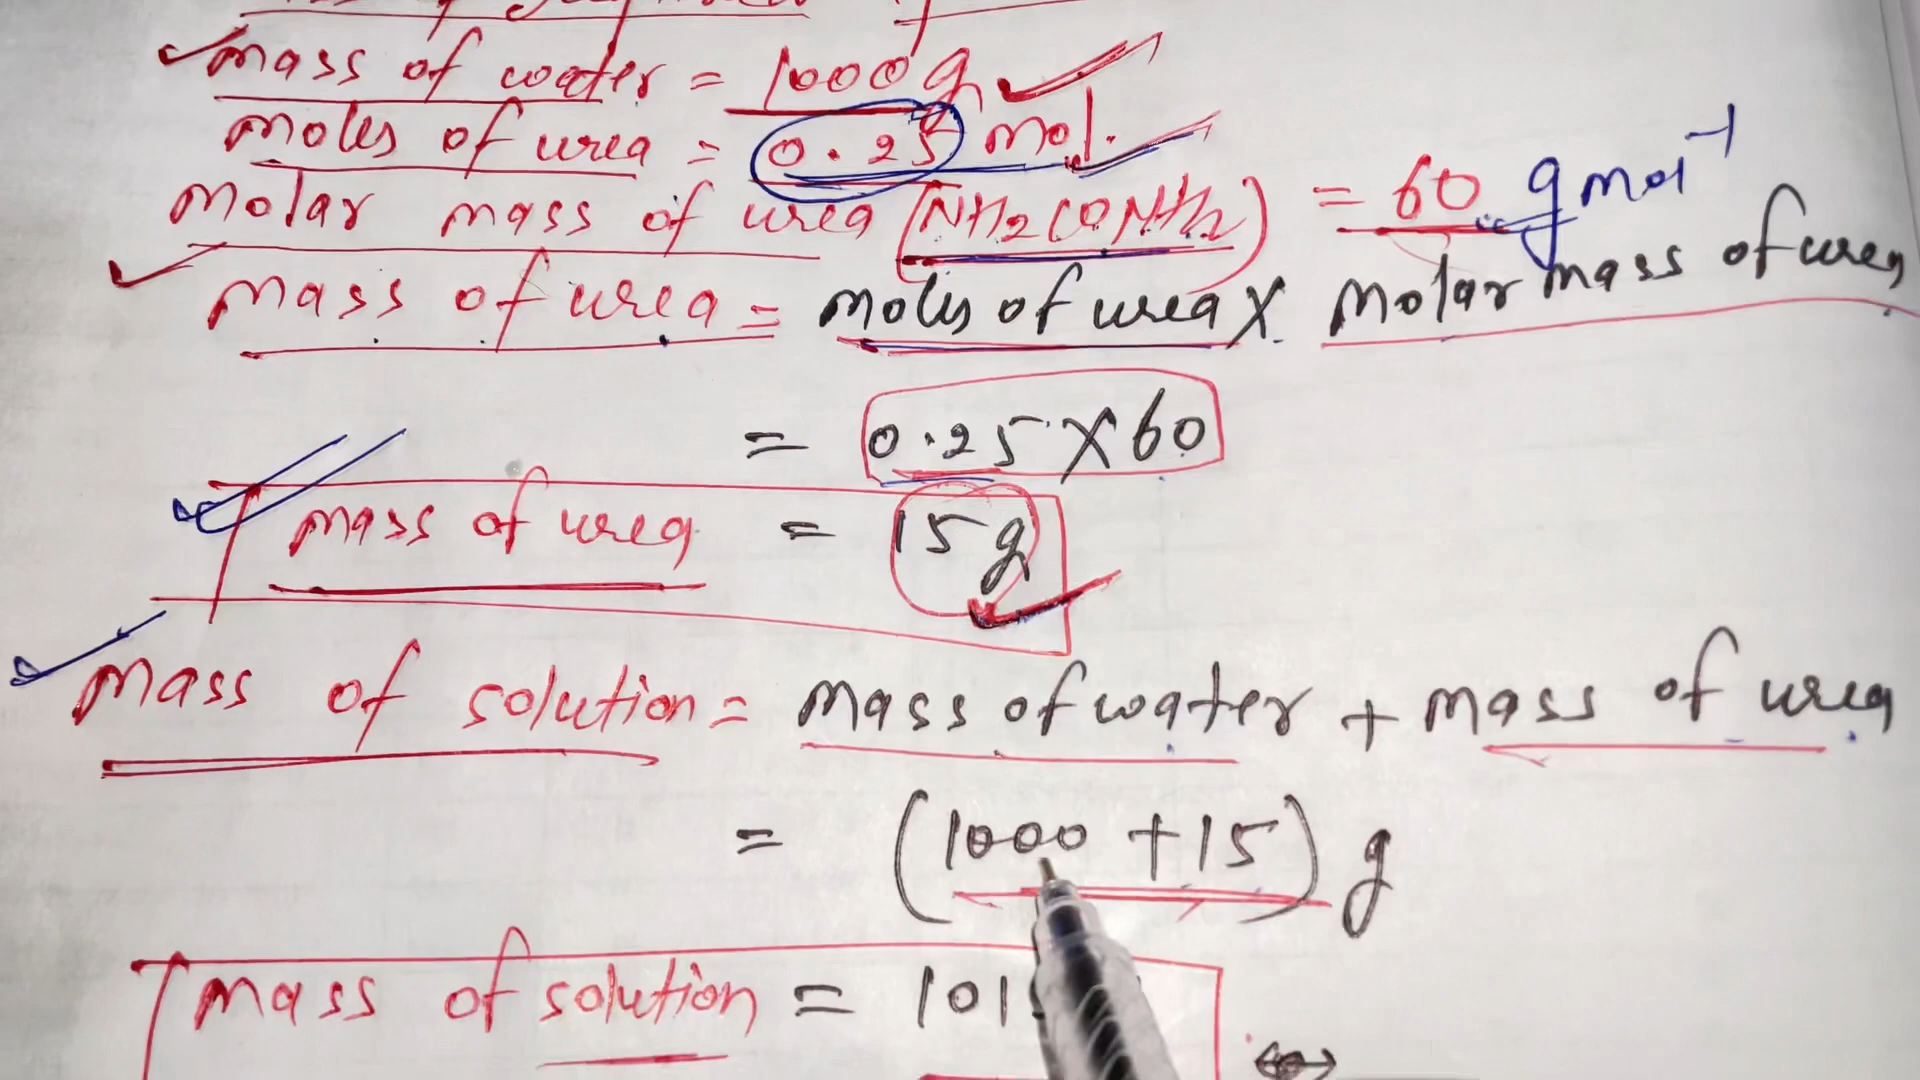 mass of water = 1000g
moles of urea = 0.25 mol.
molar mass of urea (NH2CONH2) = 60 g mol-1
mass of urea = moles of urea X molar mass of urea
= 0.25 X 60
mass of urea = 15g
mass of solution = mass of water + mass of urea
= (1000 + 15) g
mass of solution = 101